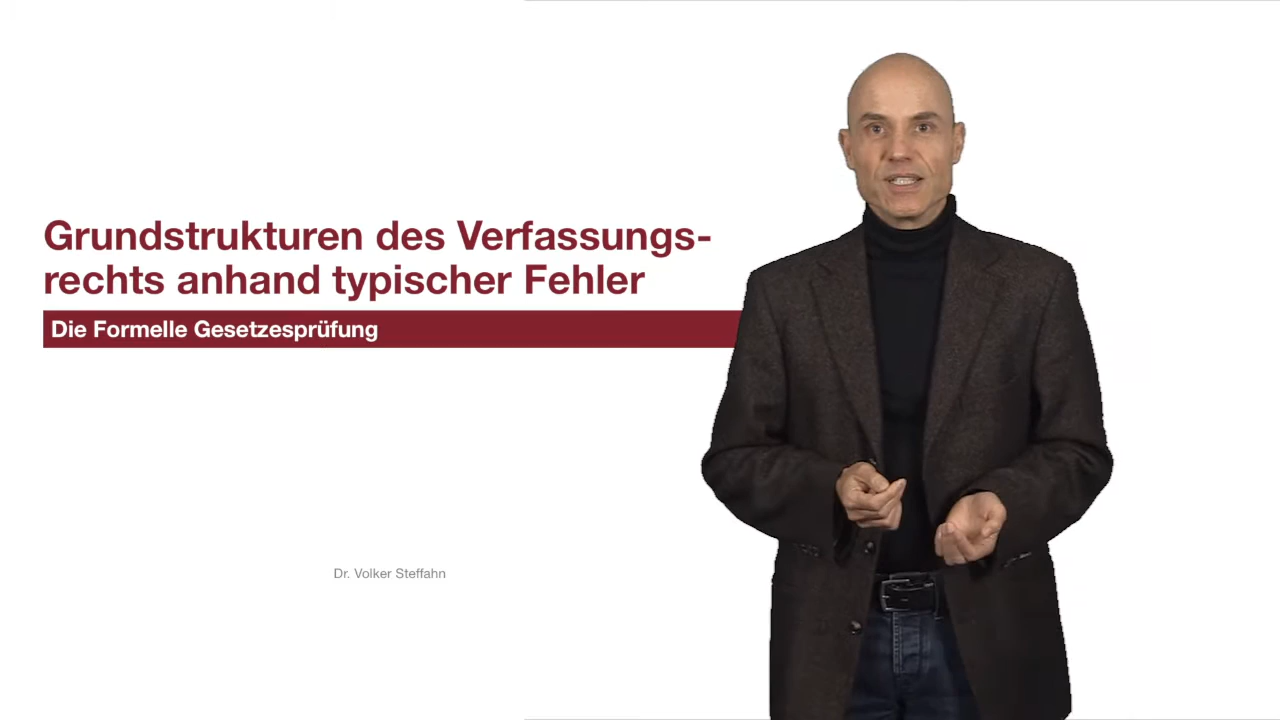 Grundstrukturen des Verfassungs-
rechts anhand typischer Fehler
Die Formelle Gesetzesprüfung
Dr. Volker Steffahn